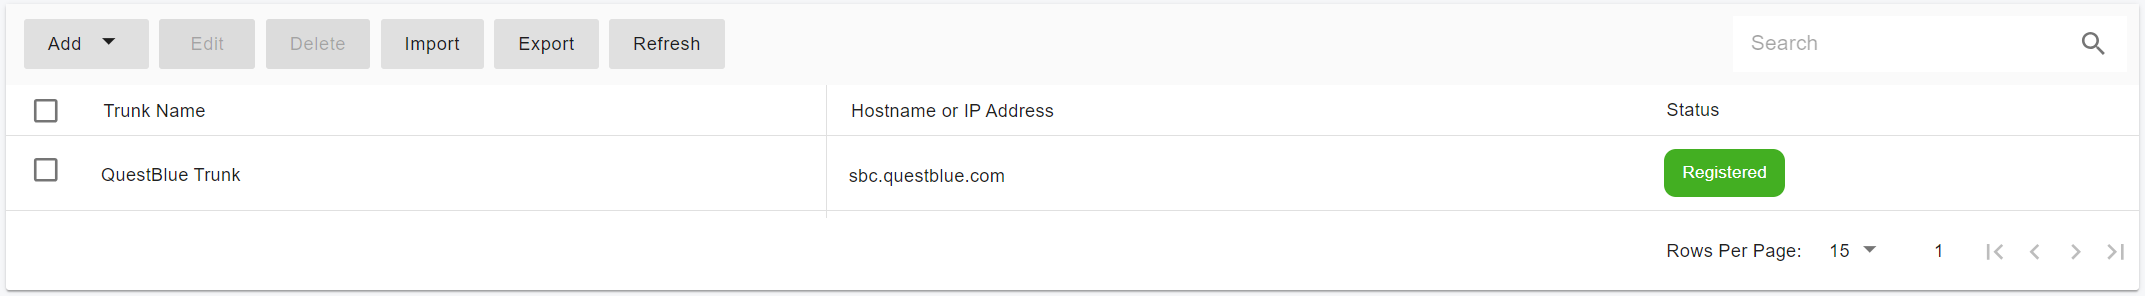 Add Edit Delete Import Export Refresh Search
Trunk Name Hostname or IP Address Status
QuestBlue Trunk sbc.questblue.com Registered
Rows Per Page: 15 1